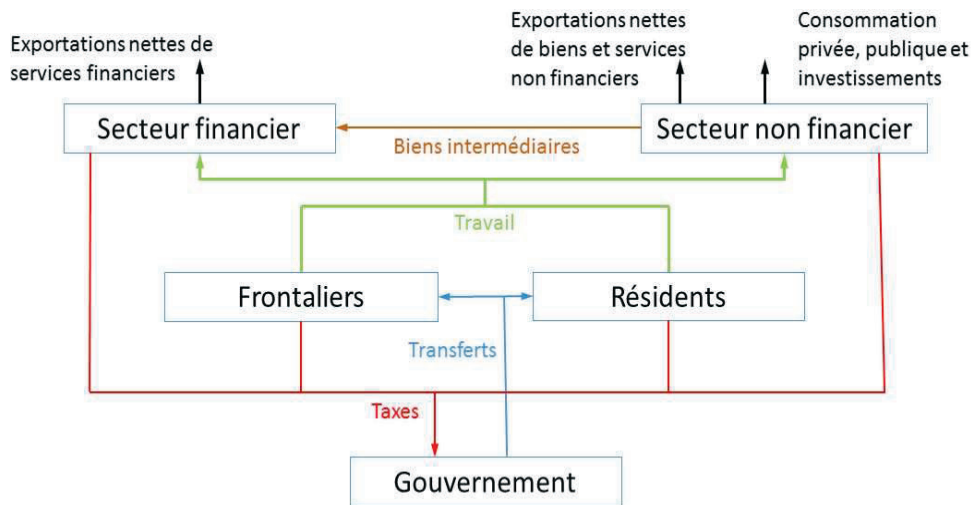 Exportations nettes de
services financiers
Exportations nettes
de biens et services
non financiers
Consommation
privée, publique et
investissements
Secteur financier
Secteur non financier
Biens intermédiaires
Travail
Frontaliers
Résidents
Transferts
Taxes
Gouvernement